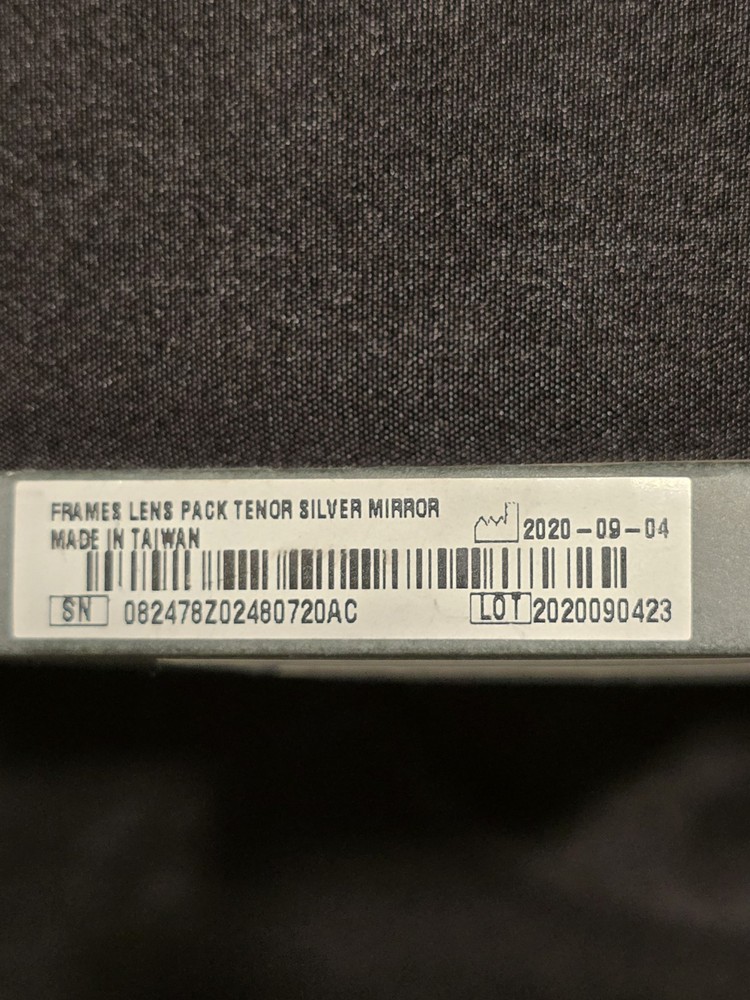 FRAMES LENS PACK TENOR SILVER MIRROR
MADE IN TAIWAN
2020-09-04
SN 082478Z02480720AC
LOT 2020090423